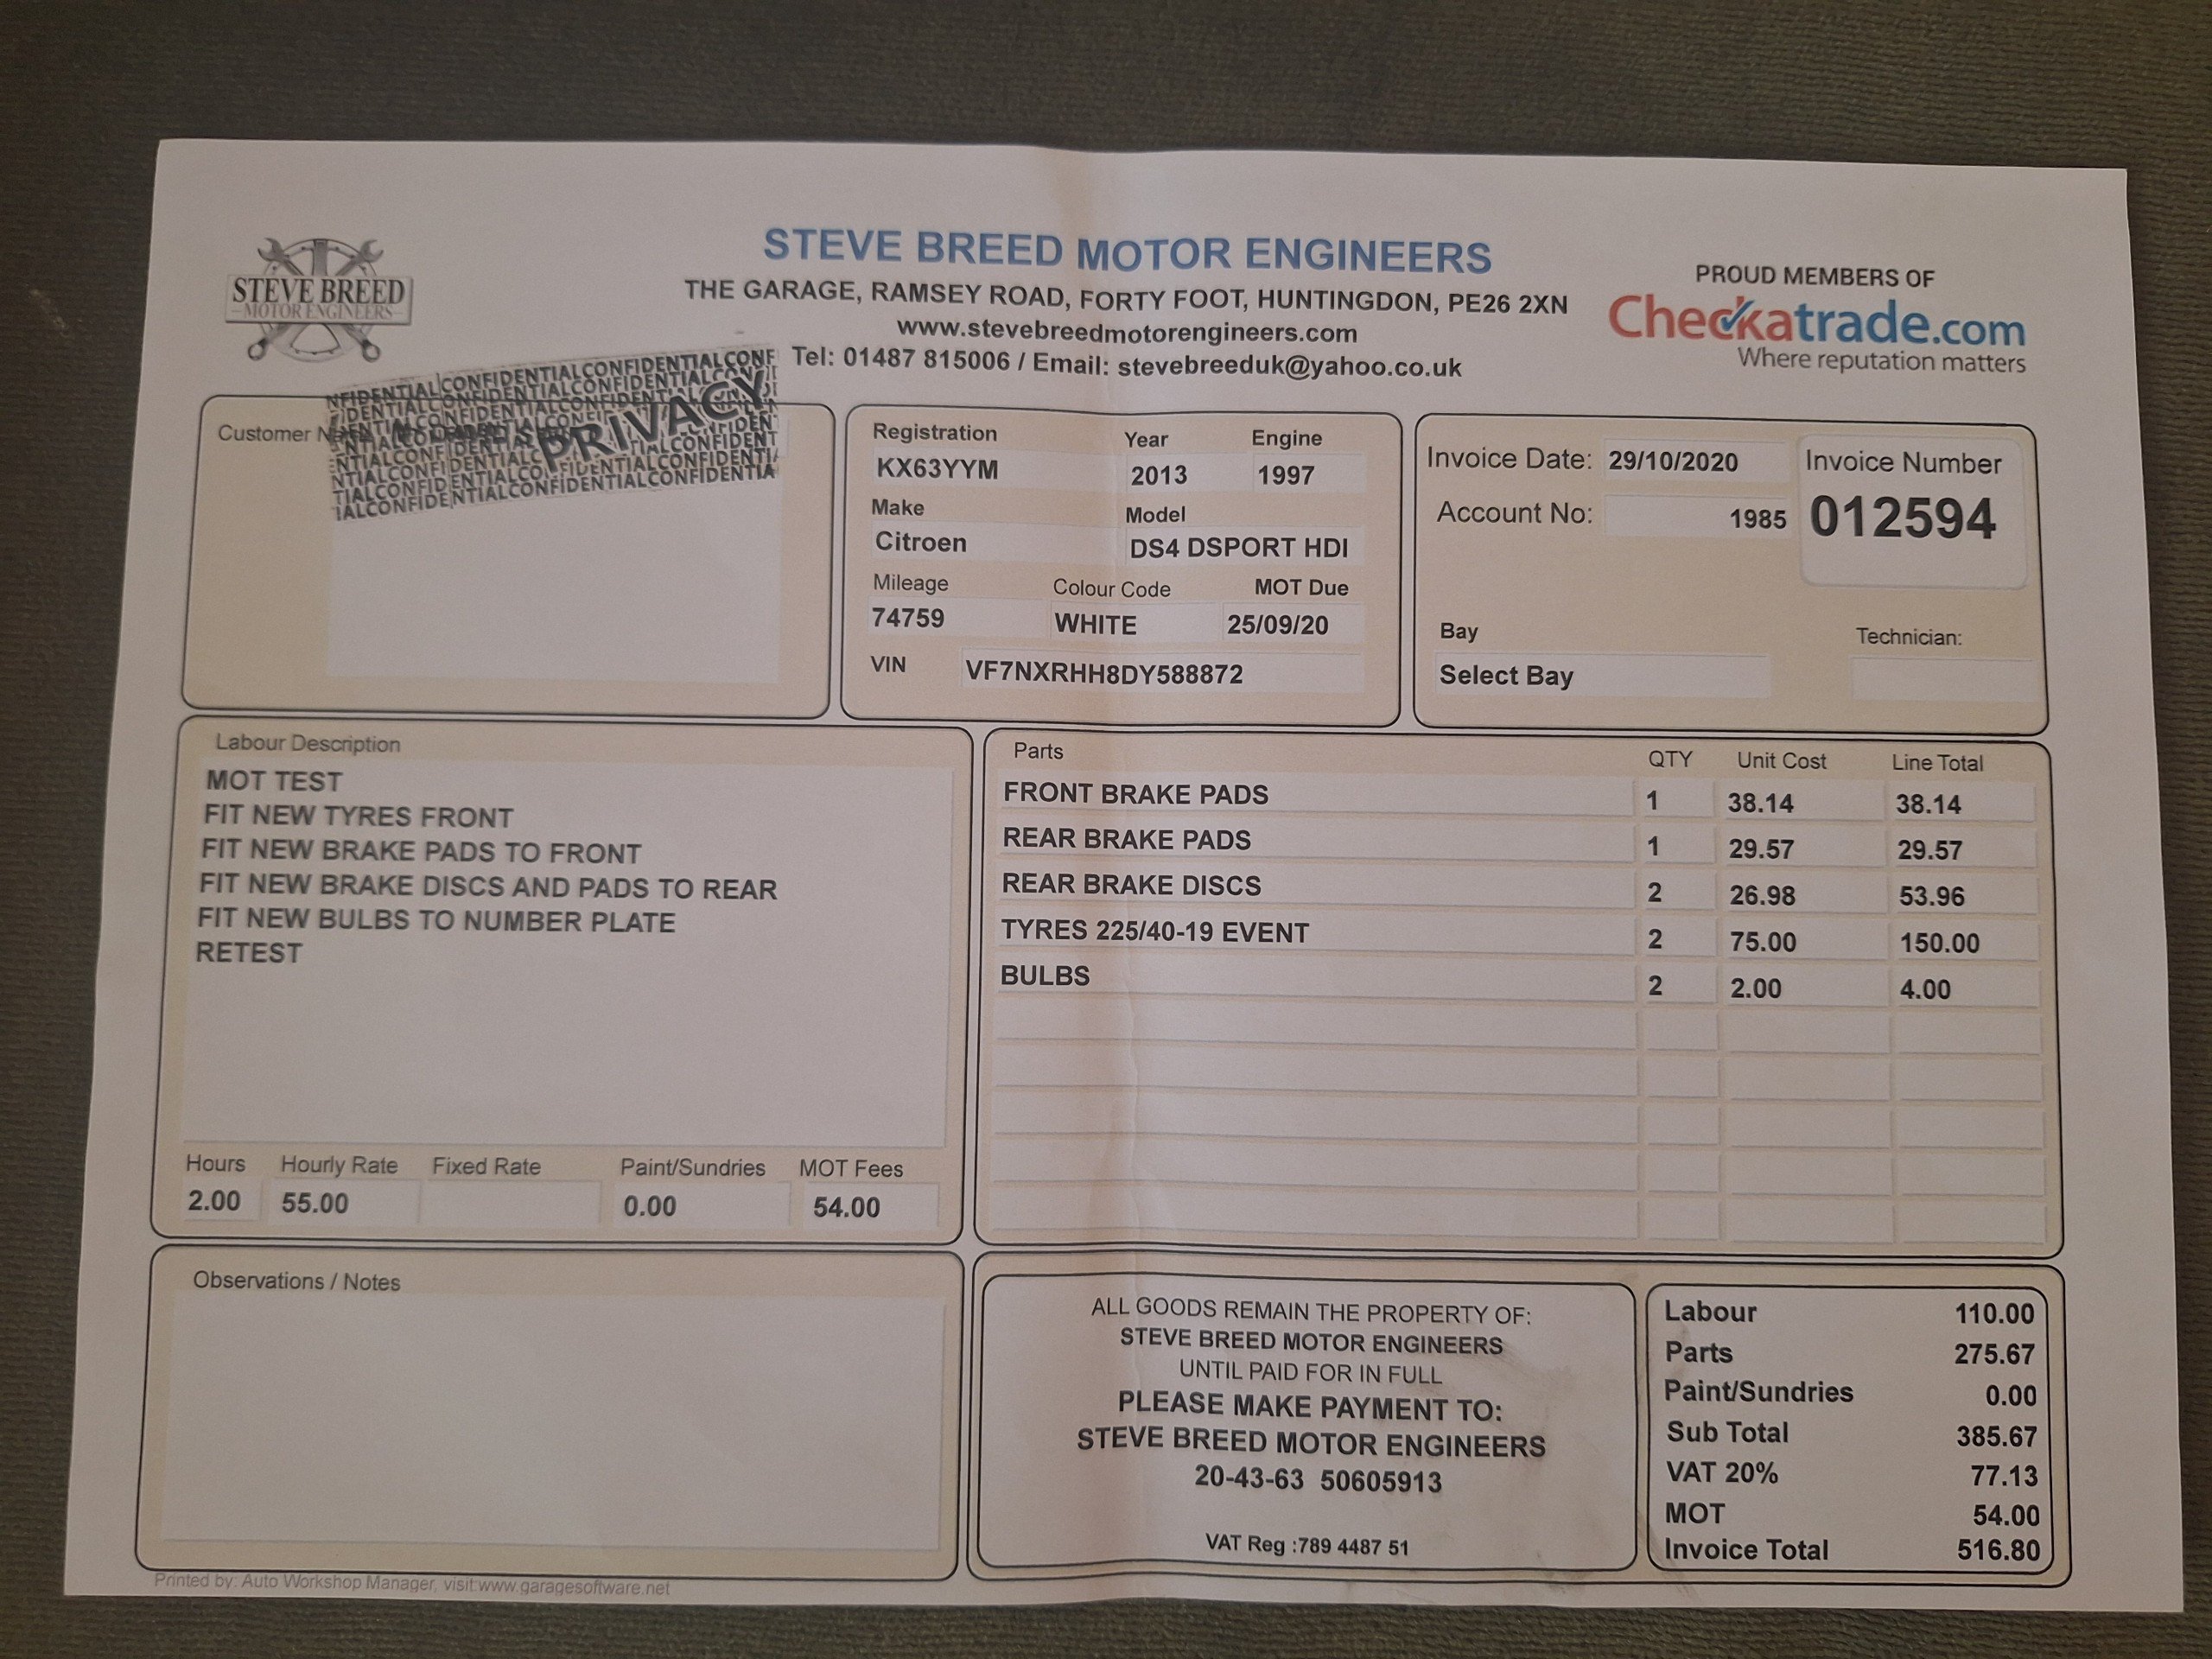 STEVE BREED MOTOR ENGINEERS
THE GARAGE, RAMSEY ROAD, FORTY FOOT, HUNTINGDON, PE26 2XN
www.stevebreedmotorengineers.com
Tel: 01487 815006 / Email: stevebreeduk@yahoo.co.uk
STEVE BREED
MOTOR ENGINEERS
PROUD MEMBERS OF
Checkatrade.com
Where reputation matters
Customer
NFIDENTIALCONFIDENTIALCONFIDENTIALCONF
PRIVACY
TIALCONFIDENTIALCONFIDENTIALCONFIDENTIA
IALCONFIDENTIALCONFIDENTIALCONFIDENTIA
Registration Year Engine
KX63YYM 2013 1997
Make Model
Citroen DS4 DSPORT HDI
Mileage Colour Code MOT Due
74759 WHITE 25/09/20
VIN VF7NXRHH8DY588872
Invoice Date: 29/10/2020 Invoice Number
Account No: 1985 012594
Bay Technician:
Select Bay
Labour Description
MOT TEST
FIT NEW TYRES FRONT
FIT NEW BRAKE PADS TO FRONT
FIT NEW BRAKE DISCS AND PADS TO REAR
FIT NEW BULBS TO NUMBER PLATE
RETEST
Hours Hourly Rate Fixed Rate Paint/Sundries MOT Fees
2.00 55.00 0.00 54.00
Parts QTY Unit Cost Line Total
FRONT BRAKE PADS 1 38.14 38.14
REAR BRAKE PADS 1 29.57 29.57
REAR BRAKE DISCS 2 26.98 53.96
TYRES 225/40-19 EVENT 2 75.00 150.00
BULBS 2 2.00 4.00
Observations / Notes
ALL GOODS REMAIN THE PROPERTY OF:
STEVE BREED MOTOR ENGINEERS
UNTIL PAID FOR IN FULL
PLEASE MAKE PAYMENT TO:
STEVE BREED MOTOR ENGINEERS
20-43-63 50605913
VAT Reg :789 4487 51
Labour 110.00
Parts 275.67
Paint/Sundries 0.00
Sub Total 385.67
VAT 20% 77.13
MOT 54.00
Invoice Total 516.80
Printed by: Auto Workshop Manager, visit:www.garagesoftware.net